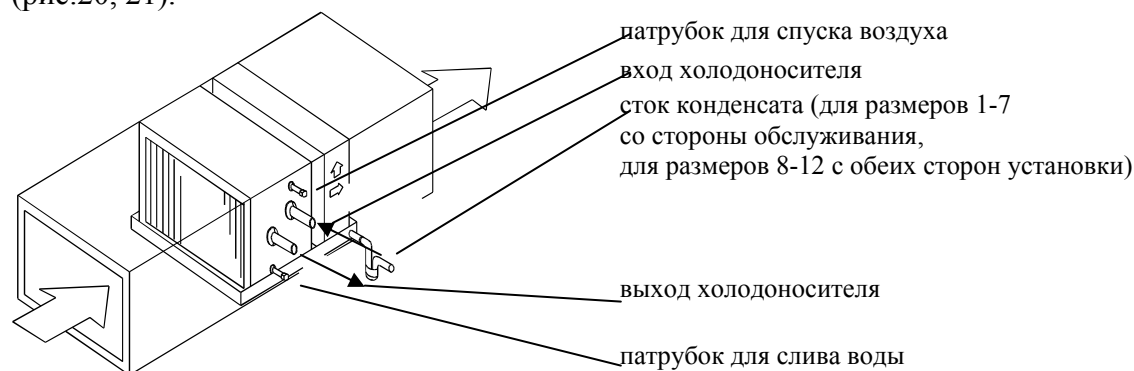 (рис.20, 21).
патрубок для спуска воздуха
вход холодоносителя
сток конденсата (для размеров 1-7
со стороны обслуживания,
для размеров 8-12 с обеих сторон установки)
выход холодоносителя
патрубок для слива воды